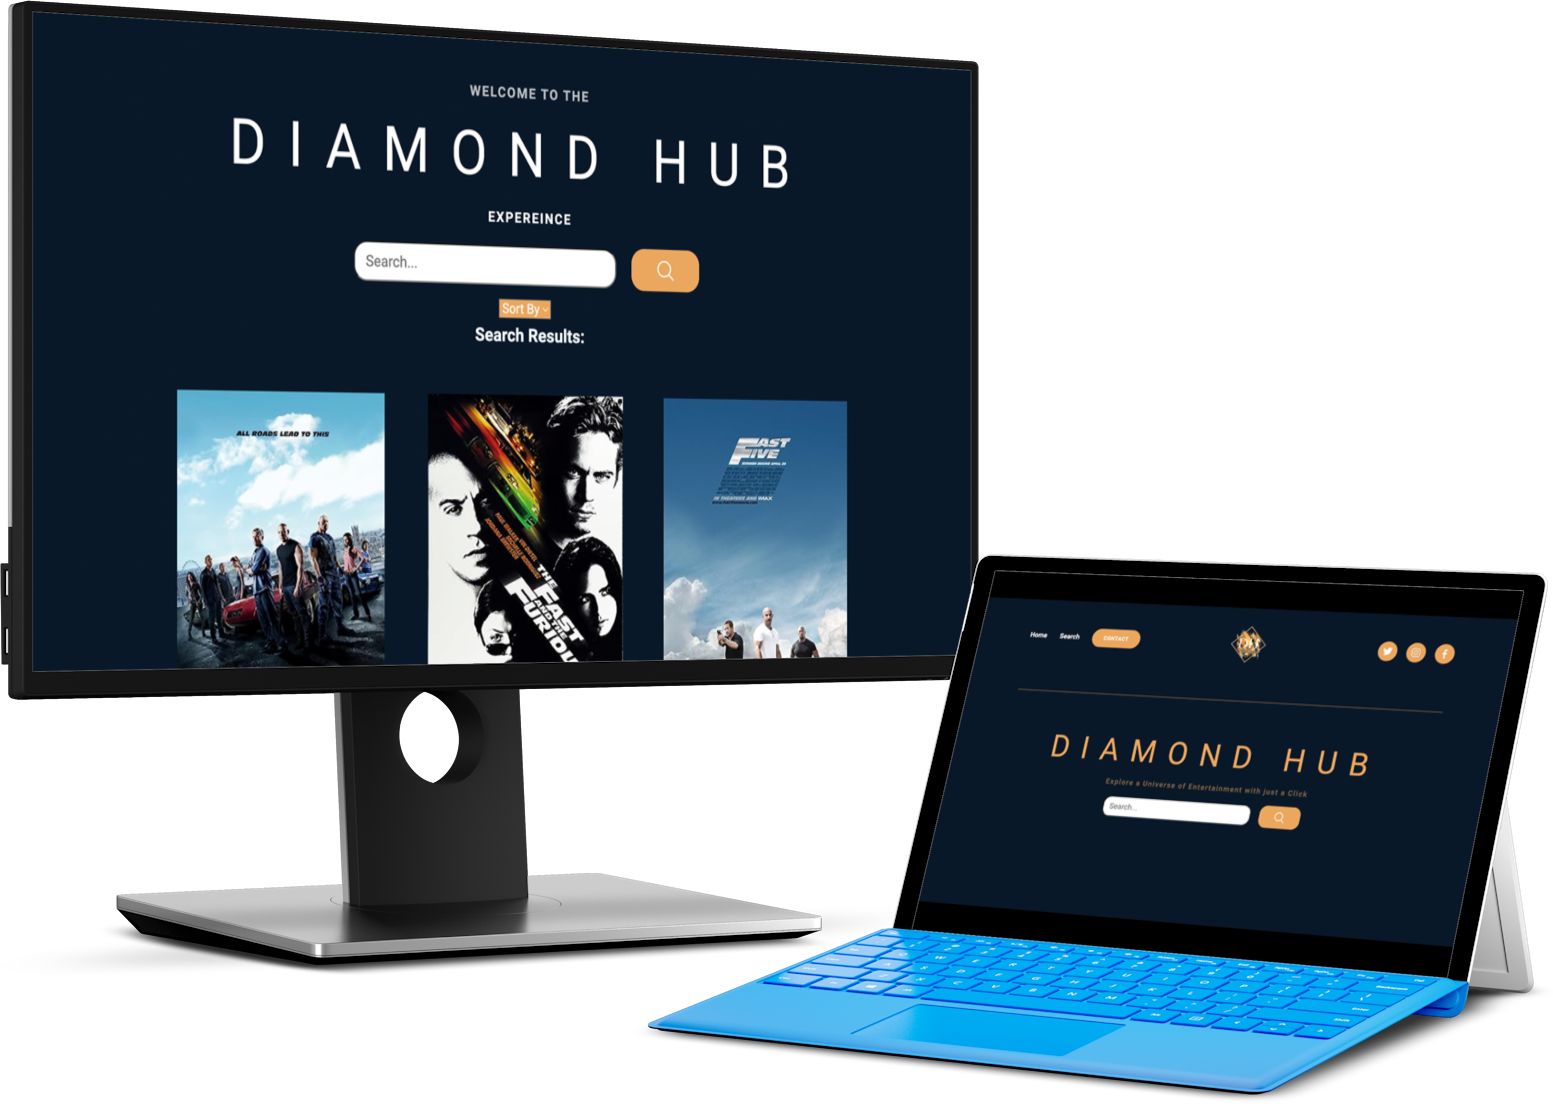 WELCOME TO THE
DIAMOND HUB
EXPEREINCE
Search...
Sort By
Search Results:
ALL ROADS LEAD TO THIS
THE
FAST
AND THE
FURIOU
FAST
FIVE
Home Search CONTACT
DIAMOND HUB
Explore a Universe of Entertainment with just a Click
Search...